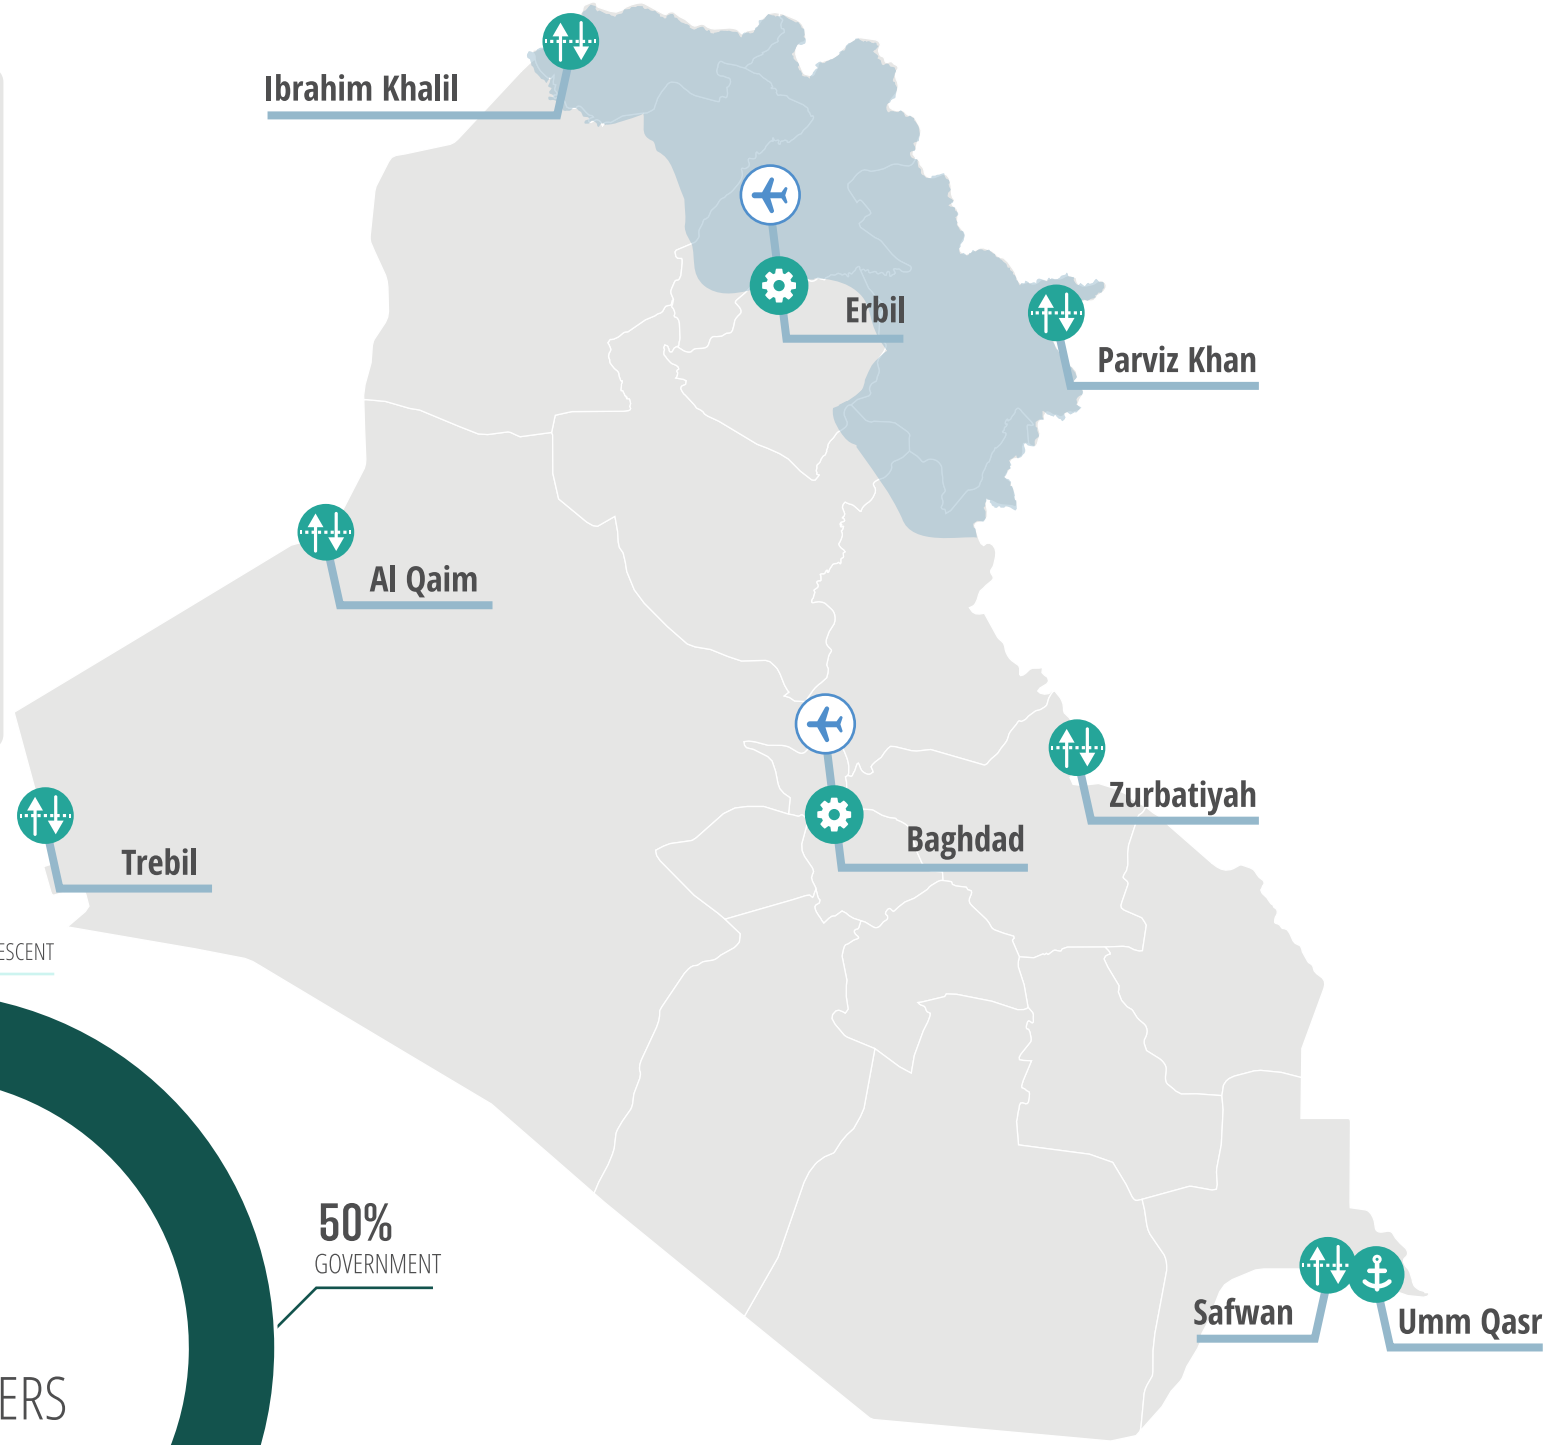 Ibrahim Khalil
Erbil
Parviz Khan
Al Qaim
Zurbatiyah
Baghdad
Trebil
ESCENT
50%
GOVERNMENT
Safwan
Umm Qasr
ERS